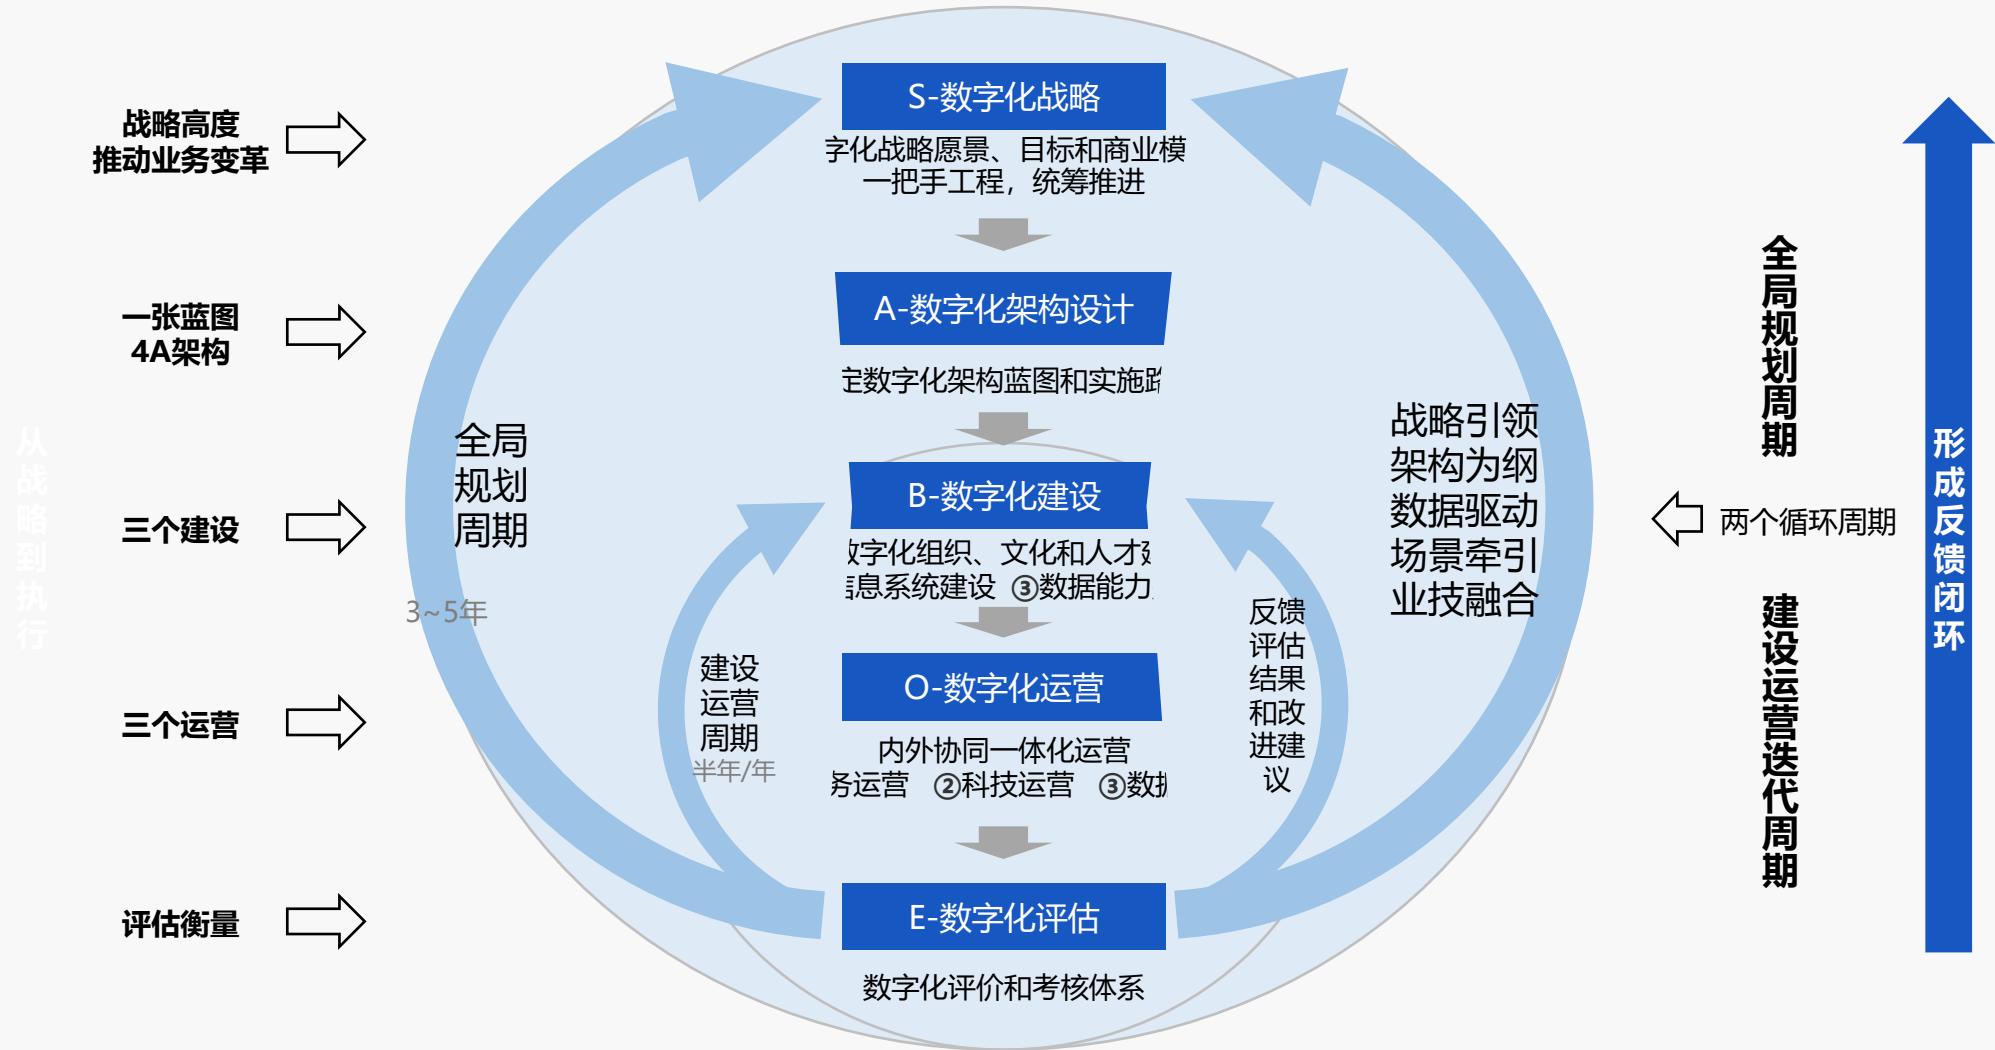 战略高度
推动业务变革
一张蓝图
4A架构
三个建设
三个运营
评估衡量
从战略到执行
全局
规划
周期
3~5年
S-数字化战略
字化战略愿景、目标和商业模
一把手工程，统筹推进
A-数字化架构设计
数字化架构蓝图和实施
B-数字化建设
字化组织、文化和人才
息系统建设 ③数据能力
O-数字化运营
内外协同一体化运营
务运营 ②科技运营 ③数
E-数字化评估
数字化评价和考核体系
建设
运营
周期
半年/年
反馈
评估
结果
和改
进建
议
战略引领
架构为纲
数据驱动
场景牵引
业技融合
全局规划周期
两个循环周期
建设运营迭代周期
形成反馈闭环